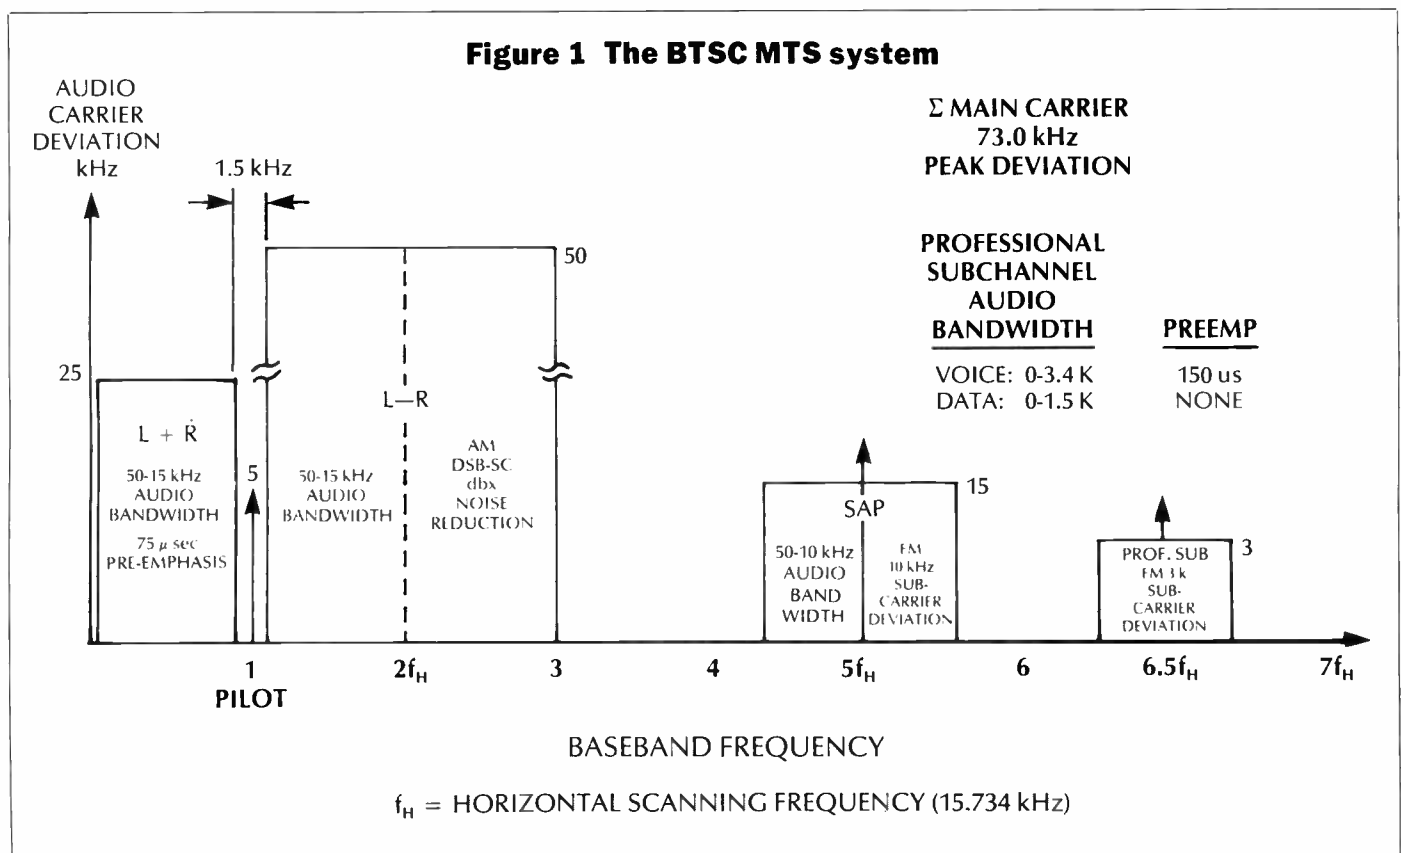 Figure 1 The BTSC MTS system
AUDIO
CARRIER
DEVIATION
kHz
1.5 kHz
Σ MAIN CARRIER
73.0 kHz
PEAK DEVIATION
PROFESSIONAL
SUBCHANNEL
AUDIO
BANDWIDTH PREEMP
VOICE: 0-3.4 K 150 us
DATA: 0-1.5 K NONE
50
25
L + R
50-15 kHz
AUDIO
BANDWIDTH
75 μ sec
PRE-EMPHASIS
5
L—R
50-15 kHz
AUDIO
BANDWIDTH
AM
DSB-SC
dbx
NOISE
REDUCTION
15
SAP
50-10 kHz
AUDIO
BAND
WIDTH
FM
10 kHz
SUB-
CARRIER
DEVIATION
3
PROF. SUB
FM 3 k
SUB-
CARRIER
DEVIATION
1 2fH 3 4 5fH 6 6.5fH 7fH
PILOT
BASEBAND FREQUENCY
fH = HORIZONTAL SCANNING FREQUENCY (15.734 kHz)